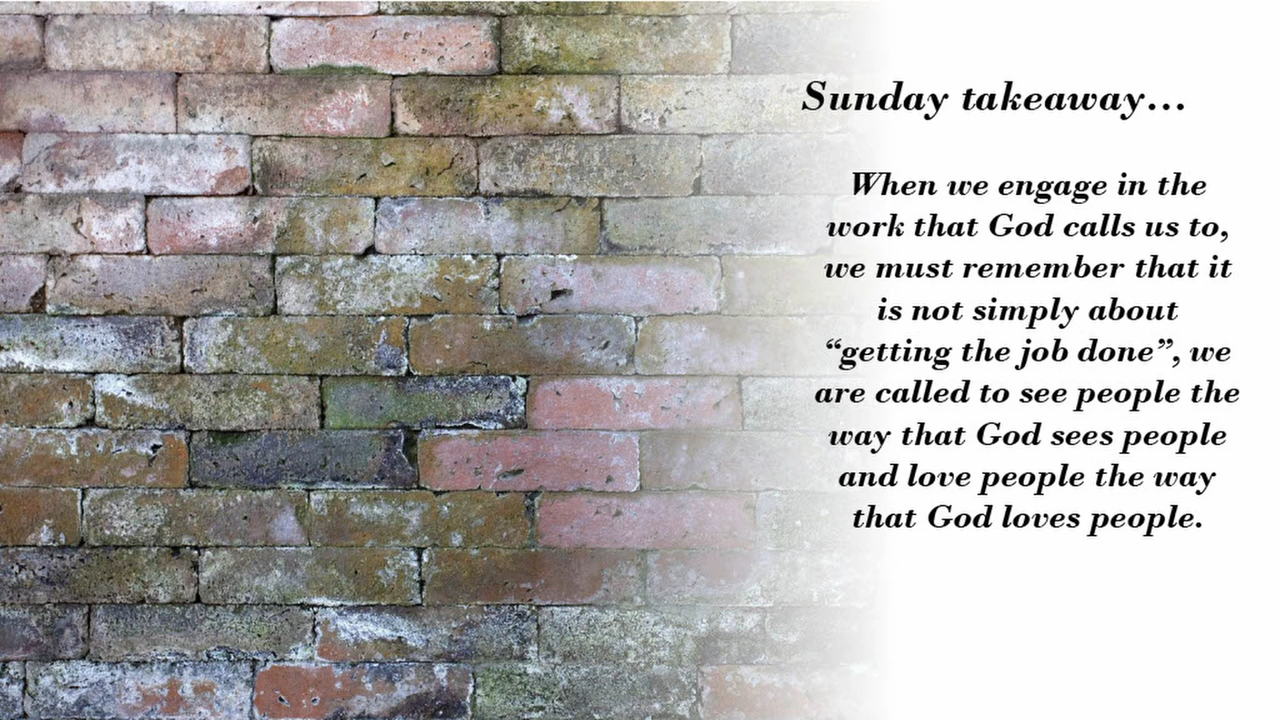 Sunday takeaway...
When we engage in the
work that God calls us to,
we must remember that it
is not simply about
“getting the job done”, we
are called to see people the
way that God sees people
and love people the way
that God loves people.